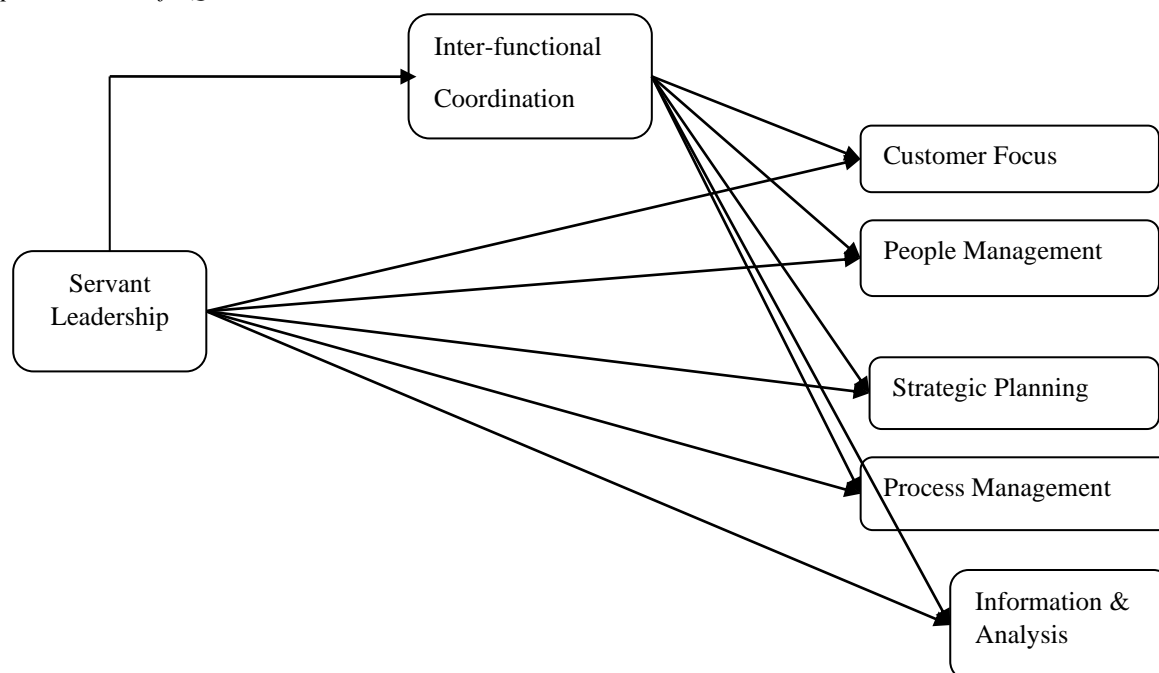 Inter-functional
Coordination
Customer Focus
People Management
Servant
Leadership
Strategic Planning
Process Management
Information &
Analysis